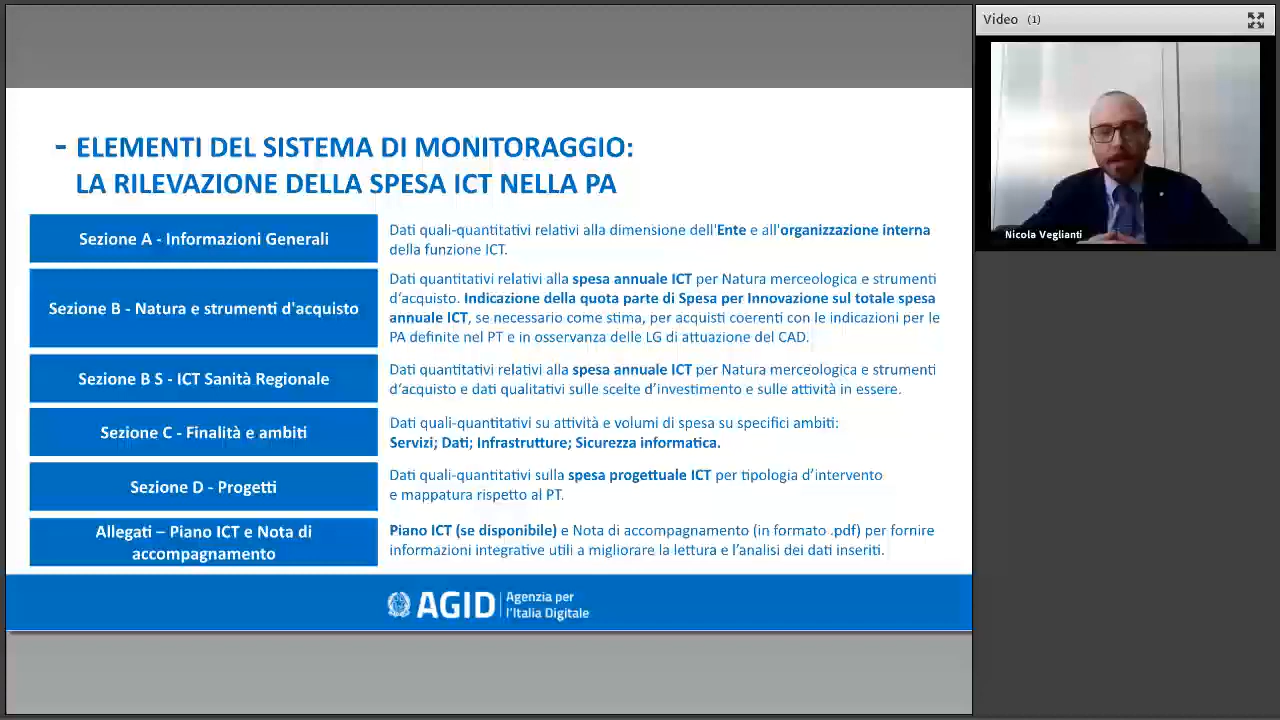 Video (1)
- ELEMENTI DEL SISTEMA DI MONITORAGGIO:
LA RILEVAZIONE DELLA SPESA ICT NELLA PA
Sezione A - Informazioni Generali
Dati quali-quantitativi relativi alla dimensione dell'Ente e all'organizzazione interna
della funzione ICT.
Sezione B - Natura e strumenti d'acquisto
Dati quantitativi relativi alla spesa annuale ICT per Natura merceologica e strumenti
d’acquisto. Indicazione della quota parte di Spesa per Innovazione sul totale spesa
annuale ICT, se necessario come stima, per acquisti coerenti con le indicazioni per le
PA definite nel PT e in osservanza delle LG di attuazione del CAD.
Sezione B S - ICT Sanità Regionale
Dati quantitativi relativi alla spesa annuale ICT per Natura merceologica e strumenti
d’acquisto e dati qualitativi sulle scelte d’investimento e sulle attività in essere.
Sezione C - Finalità e ambiti
Dati quali-quantitativi su attività e volumi di spesa su specifici ambiti:
Servizi; Dati; Infrastrutture; Sicurezza informatica.
Sezione D - Progetti
Dati quali-quantitativi sulla spesa progettuale ICT per tipologia d’intervento
e mappatura rispetto al PT.
Allegati – Piano ICT e Nota di
accompagnamento
Piano ICT (se disponibile) e Nota di accompagnamento (in formato .pdf) per fornire
informazioni integrative utili a migliorare la lettura e l’analisi dei dati inseriti.
AGID
Agenzia per
l’Italia Digitale
Nicola Veglianti